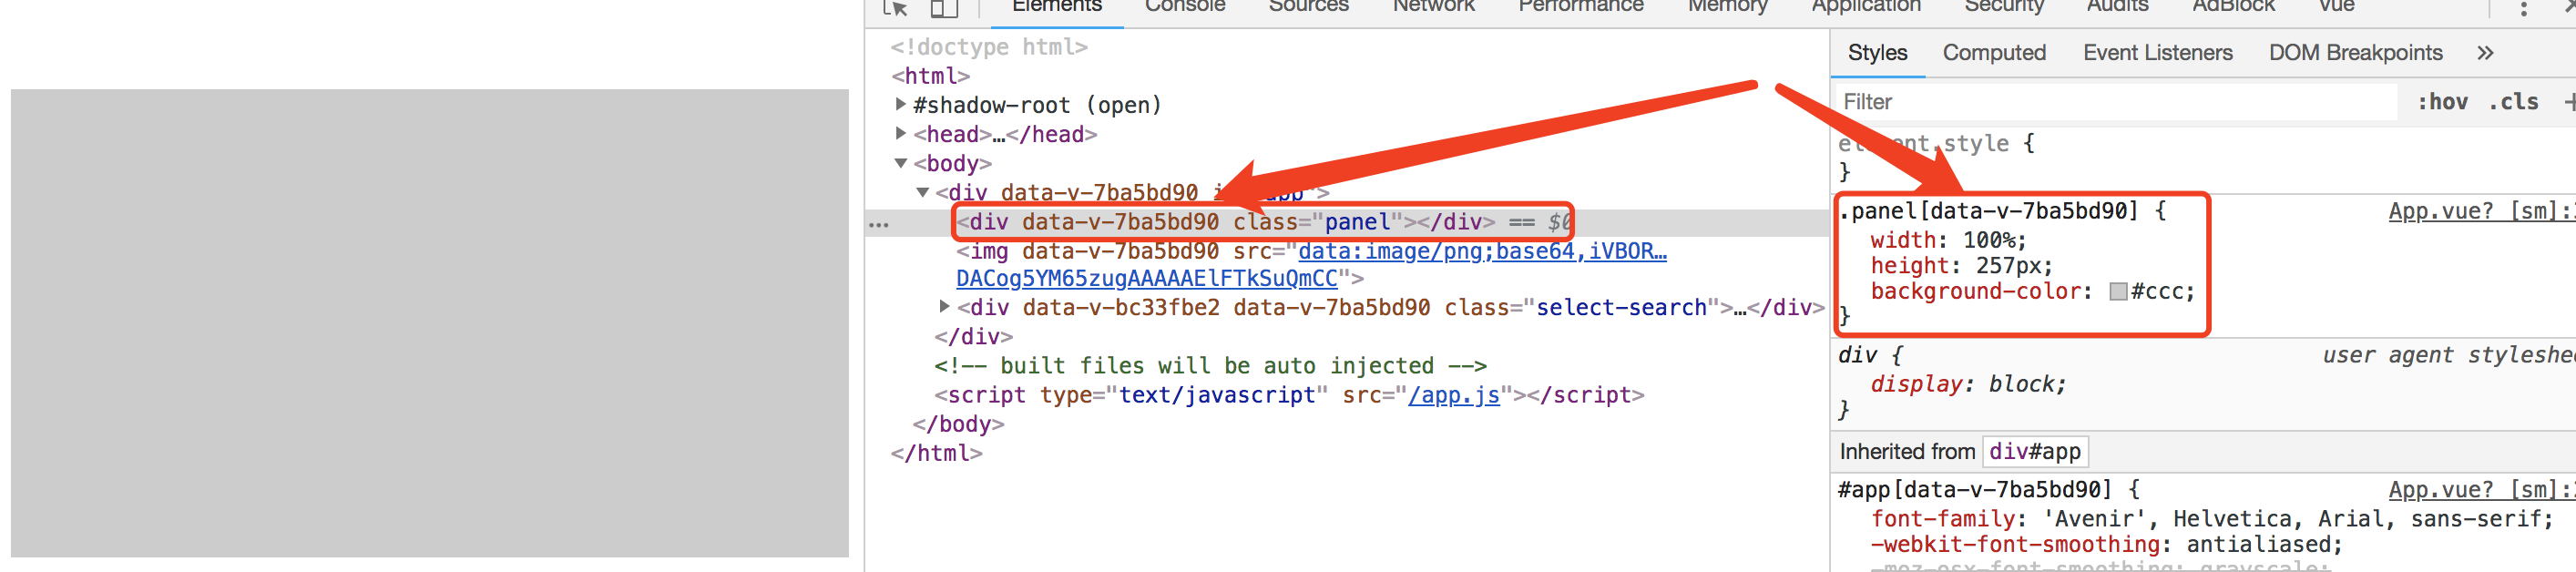 Elements Console Sources Network Performance Memory Application Security Audits AdBlock Vue
<!doctype html>
<html>
#shadow-root (open)
<head>…</head>
<body>
<div data-v-7ba5bd90 app">
<div data-v-7ba5bd90 class="panel"></div> == $0
<img data-v-7ba5bd90 src="data:image/png;base64,iVBOR…
DACog5YM65zugAAAAAElFTkSuQmCC">
<div data-v-bc33fbe2 data-v-7ba5bd90 class="select-search">…</div>
</div>
<!-- built files will be auto injected -->
<script type="text/javascript" src="/app.js"></script>
</body>
</html>
Styles Computed Event Listeners DOM Breakpoints »
Filter :hov .cls +
element.style {
}
.panel[data-v-7ba5bd90] { App.vue? [sm]:
width: 100%;
height: 257px;
background-color: #ccc;
}
div { user agent styleshe
display: block;
}
Inherited from div#app
#app[data-v-7ba5bd90] { App.vue? [sm]:
font-family: 'Avenir', Helvetica, Arial, sans-serif;
-webkit-font-smoothing: antialiased;
-moz-osx-font-smoothing: grayscale;